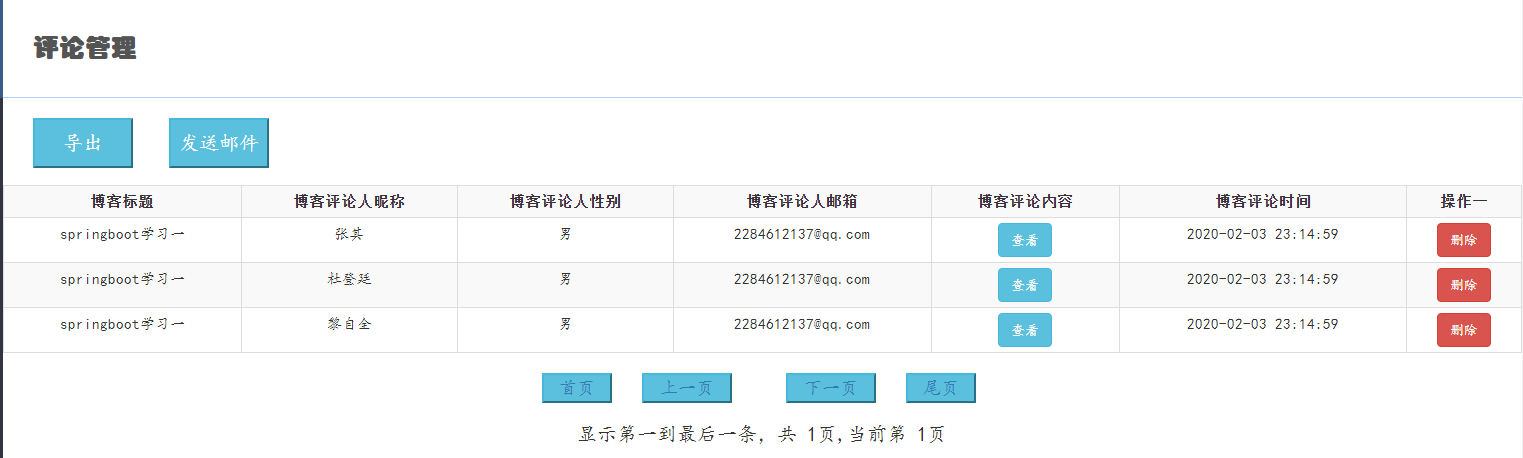 评论管理
导出 发送邮件
博客标题 博客评论人昵称 博客评论人性别 博客评论人邮箱 博客评论内容 博客评论时间 操作一
springboot学习一 张其 男 2284612137@qq.com 查看 2020-02-03 23:14:59 删除
springboot学习一 杜登廷 男 2284612137@qq.com 查看 2020-02-03 23:14:59 删除
springboot学习一 黎自全 男 2284612137@qq.com 查看 2020-02-03 23:14:59 删除
首页 上一页 下一页 尾页
显示第一到最后一条，共 1页,当前第 1页